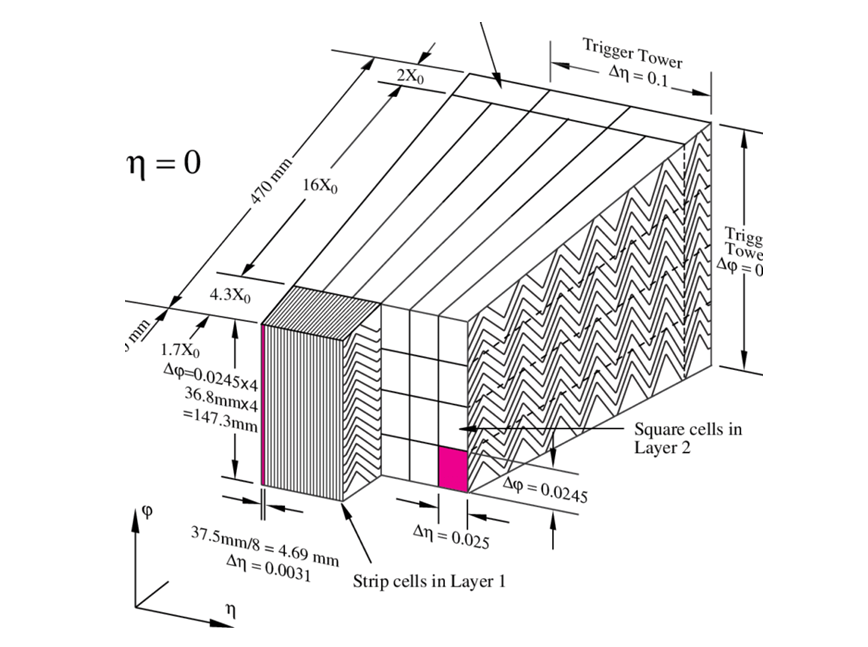 Trigger Tower
Δη = 0.1
2X₀
η = 0
470 mm
16X₀
Trigg
Towe
Δφ = 0
4.3X₀
mm
1.7X₀
Δφ=0.0245x4
36.8mmx4
=147.3mm
Square cells in
Layer 2
Δφ = 0.0245
Δη = 0.025
37.5mm/8 = 4.69 mm
Δη = 0.0031
Strip cells in Layer 1
φ
η